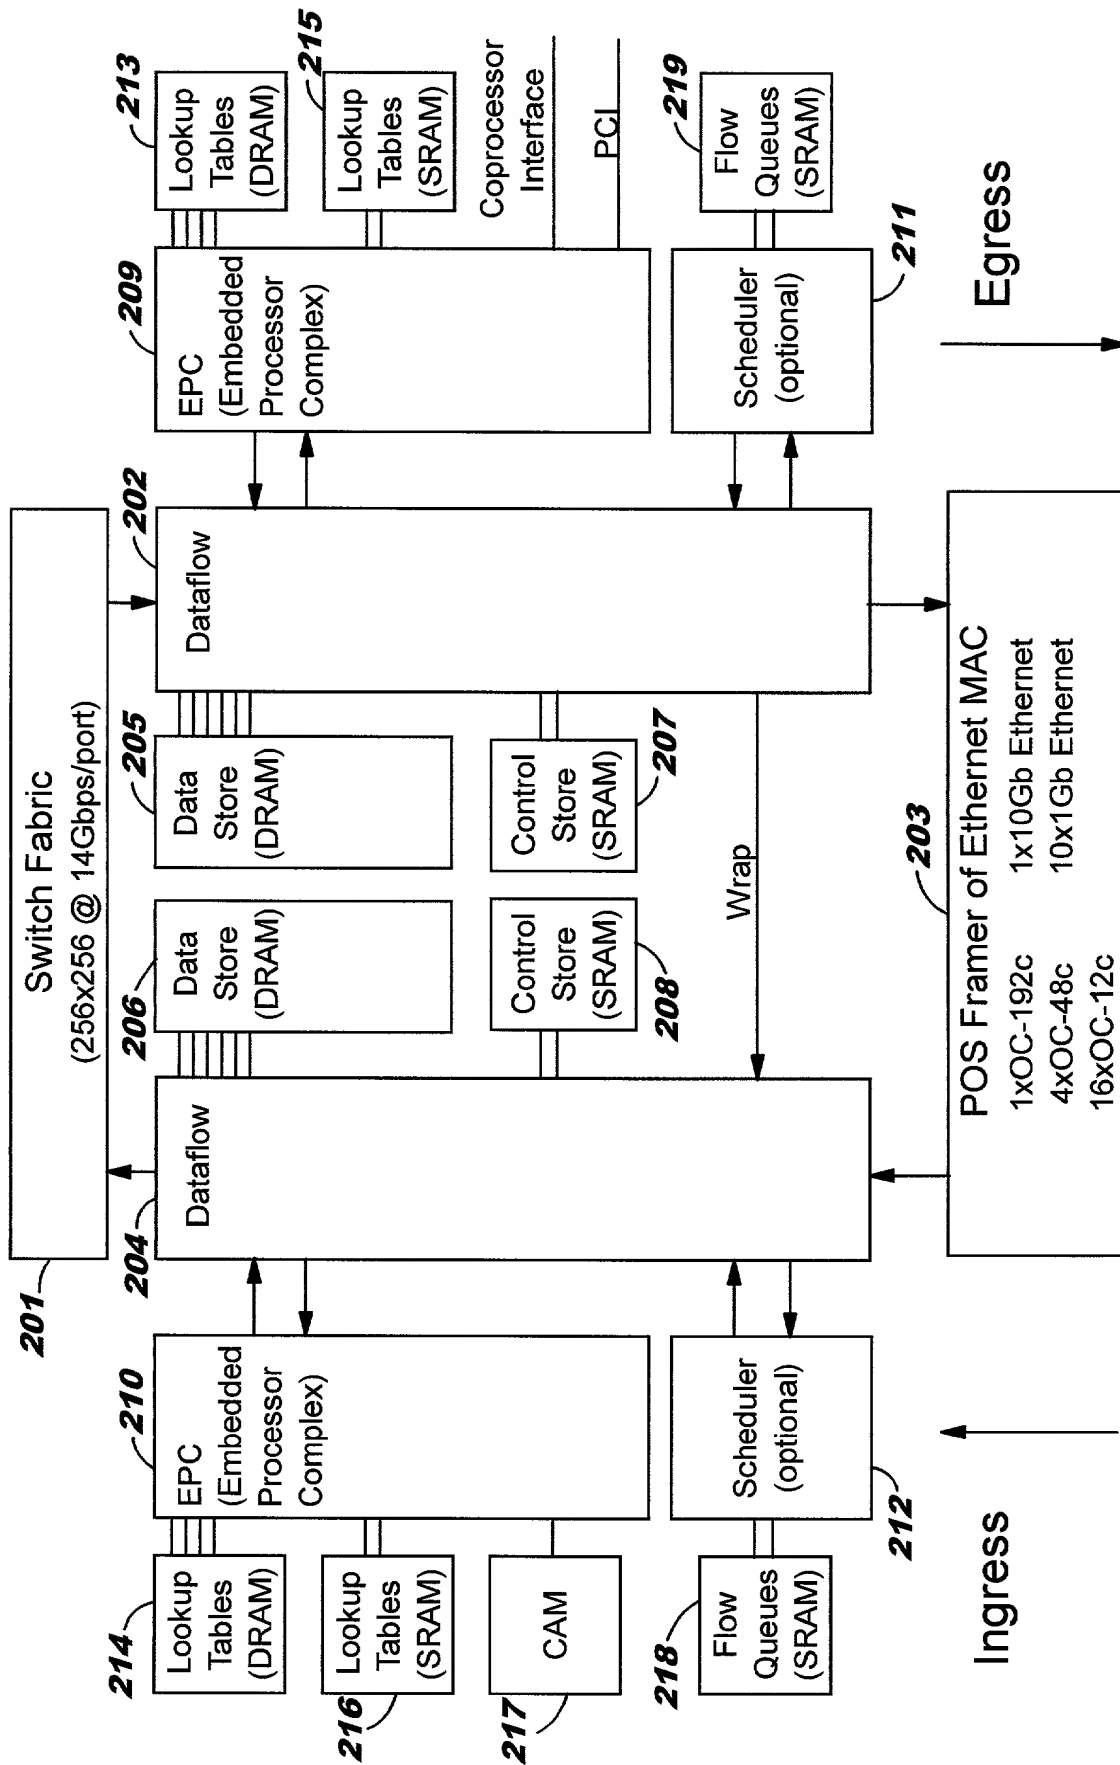 201
Switch Fabric
(256x256 @ 14Gbps/port)
214
Lookup
Tables
(DRAM)
210
EPC
(Embedded
Processor
Complex)
204
Dataflow
206
Data
Store
(DRAM)
205
Data
Store
(DRAM)
202
Dataflow
209
EPC
(Embedded
Processor
Complex)
213
Lookup
Tables
(DRAM)
216
Lookup
Tables
(SRAM)
215
Lookup
Tables
(SRAM)
217
CAM
208
Control
Store
(SRAM)
207
Control
Store
(SRAM)
Coprocessor
Interface
PCI
218
Flow
Queues
(SRAM)
212
Scheduler
(optional)
Wrap
Scheduler
(optional)
211
219
Flow
Queues
(SRAM)
Ingress
203
POS Framer of Ethernet MAC
1xOC-192c 1x10Gb Ethernet
4xOC-48c 10x1Gb Ethernet
16xOC-12c
Egress